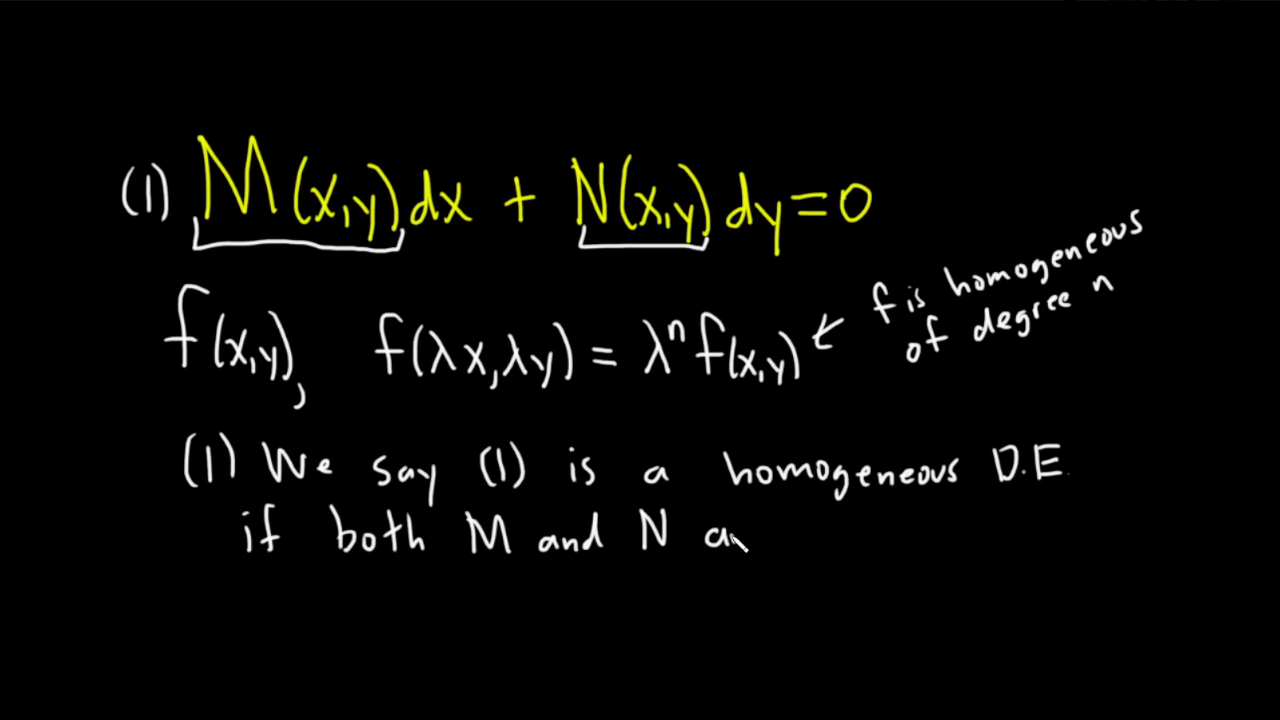 (1) M(x,y)dx + N(x,y)dy=0
f(x,y), f(λx,λy) = λⁿf(x,y) ← f is homogeneous
of degree n
(1) We say (1) is a homogeneous D.E.
if both M and N a